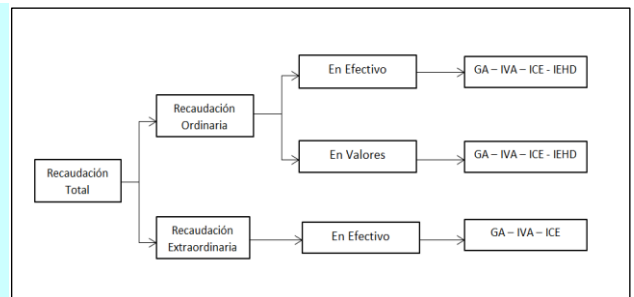 En Efectivo
GA – IVA – ICE - IEHD
Recaudación
Ordinaria
En Valores
GA – IVA – ICE - IEHD
Recaudación
Total
Recaudación
Extraordinaria
En Efectivo
GA – IVA – ICE